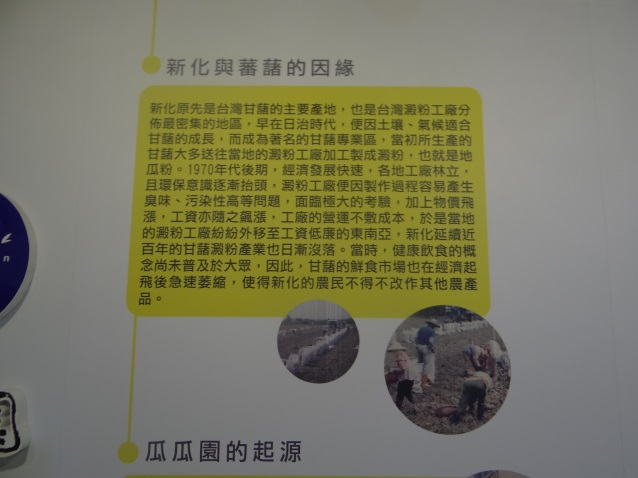 新化與蕃藷的因緣
新化原先是台灣甘藷的主要產地，也是台灣澱粉工廠分
佈最密集的地區，早在日治時代，便因土壤、氣候適合
甘藷的成長，而成為著名的甘藷專業區，當初所生產的
甘藷大多送往當地的澱粉工廠加工製成澱粉，也就是地
瓜粉。1970年代後期，經濟發展快速，各地工廠林立，
且環保意識逐漸抬頭，澱粉工廠便因製作過程容易產生
臭味、污染性高等問題，面臨極大的考驗，加上物價飛
漲，工資亦隨之飆漲，工廠的營運不敷成本，於是當地
的澱粉工廠紛紛外移至工資低廉的東南亞，新化延續近
百年的甘藷澱粉產業也日漸沒落。當時，健康飲食的概
念尚未普及於大眾，因此，甘藷的鮮食市場也在經濟起
飛後急速萎縮，使得新化的農民不得不改作其他農產
品。
瓜瓜園的起源